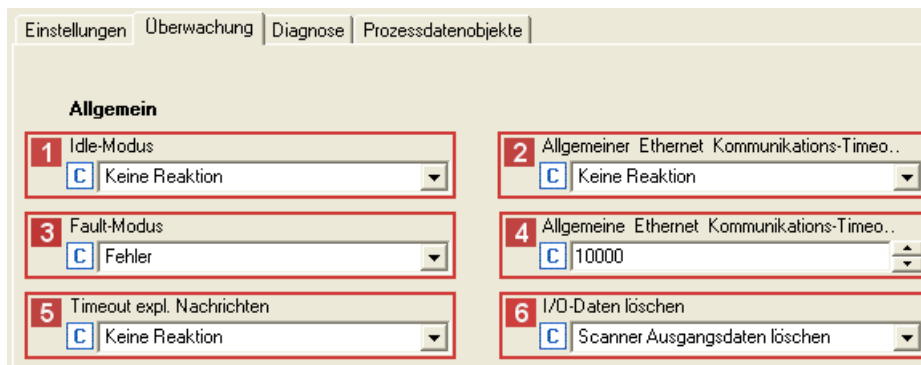 Einstellungen Überwachung Diagnose Prozessdatenobjekte
Allgemein
1 Idle-Modus
C Keine Reaktion
2 Allgemeiner Ethernet Kommunikations-Timeo..
C Keine Reaktion
3 Fault-Modus
C Fehler
4 Allgemeine Ethernet Kommunikations-Timeo..
C 10000
5 Timeout expl. Nachrichten
C Keine Reaktion
6 I/O-Daten löschen
C Scanner Ausgangsdaten löschen